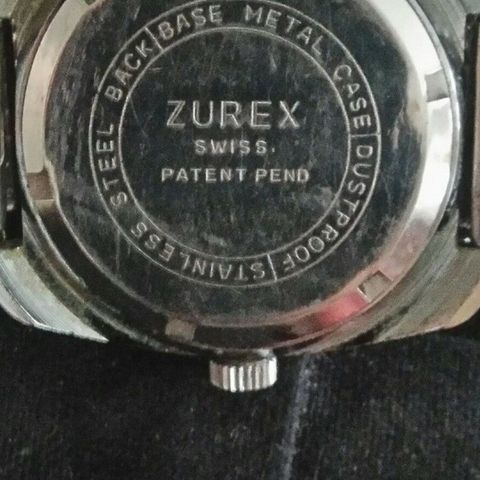 ZUREX
SWISS.
PATENT PEND
STAINLESS STEEL BACK|BASE METAL CASE|DUSTPROOF|